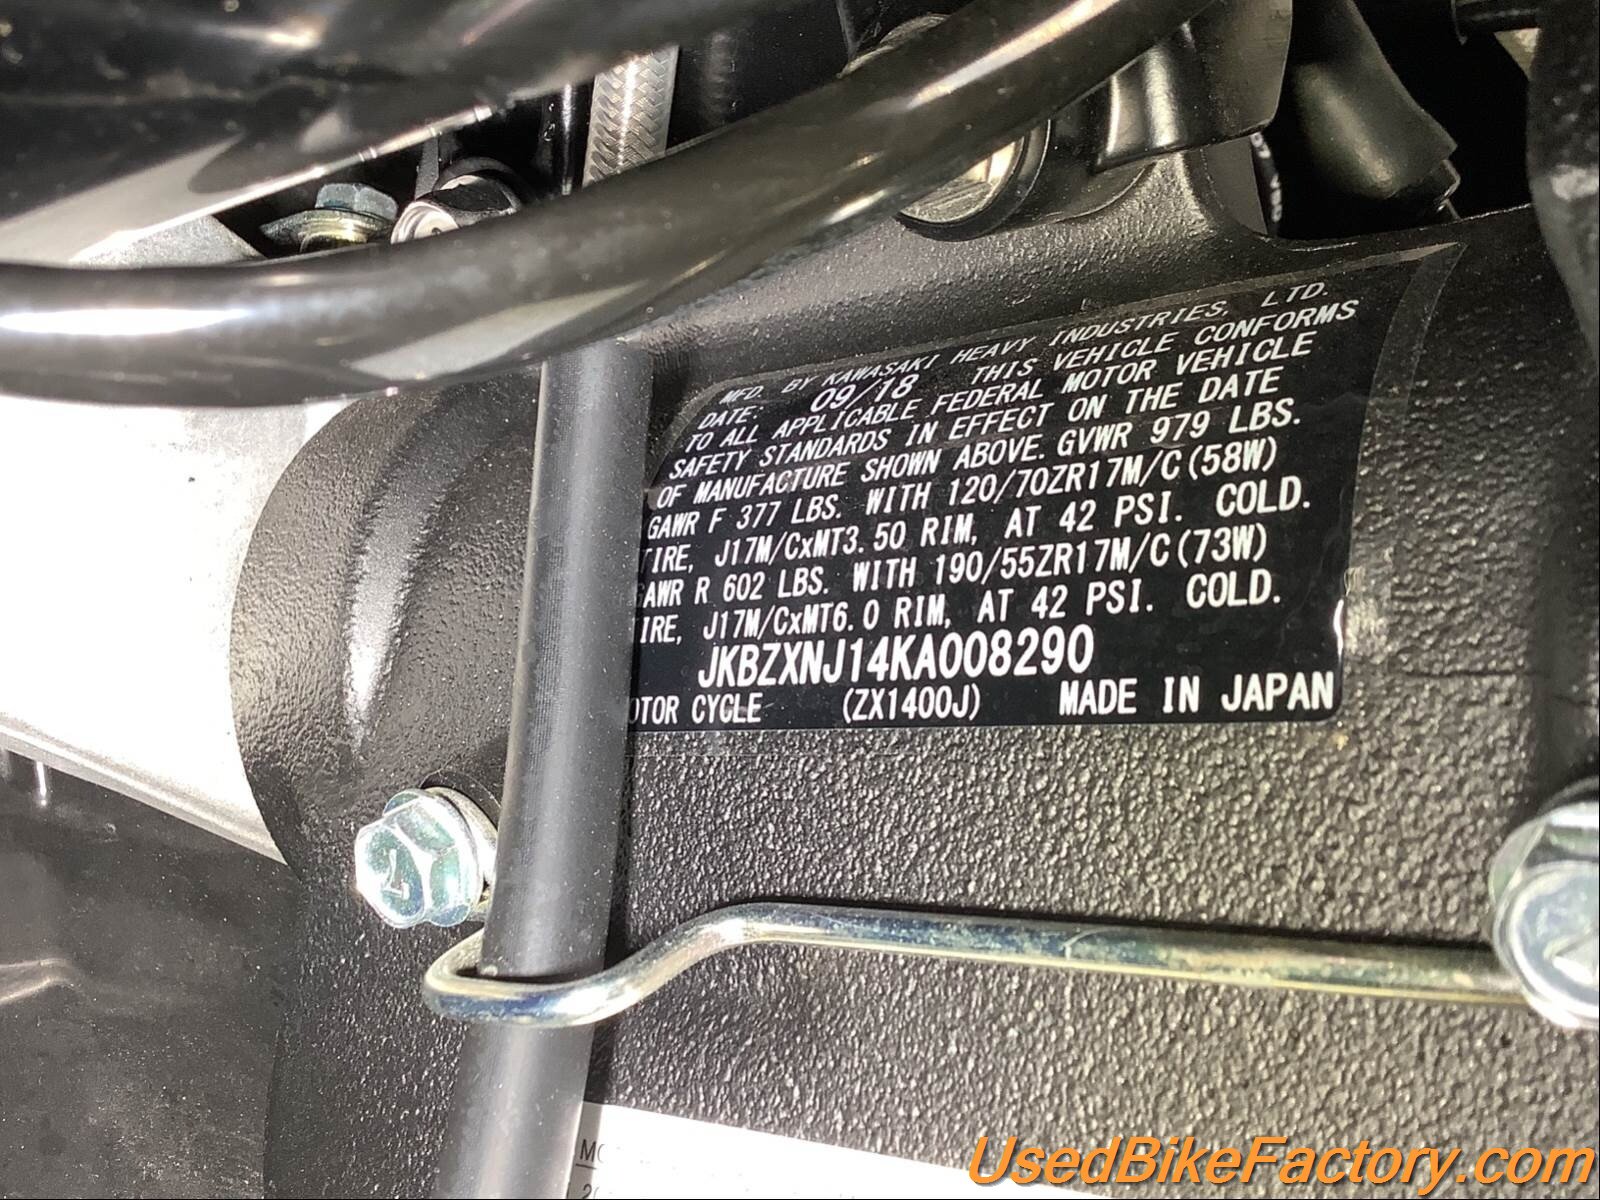 MFD. BY KAWASAKI HEAVY INDUSTRIES, LTD.
DATE: 09/18 THIS VEHICLE CONFORMS
TO ALL APPLICABLE FEDERAL MOTOR VEHICLE
SAFETY STANDARDS IN EFFECT ON THE DATE
OF MANUFACTURE SHOWN ABOVE. GVWR 979 LBS.
GAWR F 377 LBS. WITH 120/70ZR17M/C(58W)
TIRE, J17M/CxMT3.50 RIM, AT 42 PSI. COLD.
GAWR R 602 LBS. WITH 190/55ZR17M/C(73W)
IRE, J17M/CxMT6.0 RIM, AT 42 PSI. COLD.
JKBZXNJ14KA008290
OTOR CYCLE (ZX1400J) MADE IN JAPAN
UsedBikeFactory.com